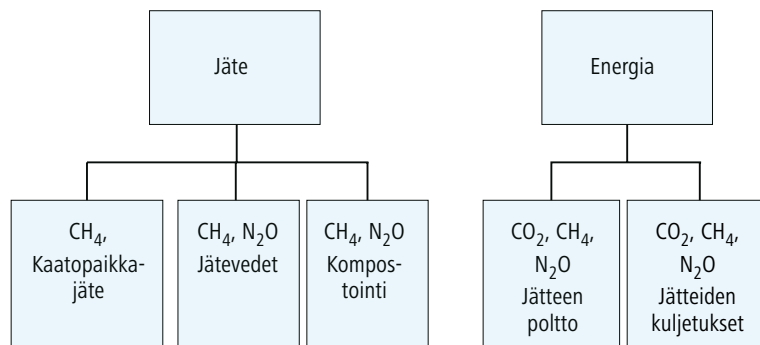 Jäte
Energia
CH₄,
Kaatopaikka-
jäte
CH₄, N₂O
Jätevedet
CH₄, N₂O
Kompos-
tointi
CO₂, CH₄,
N₂O
Jätteen
poltto
CO₂, CH₄,
N₂O
Jätteiden
kuljetukset